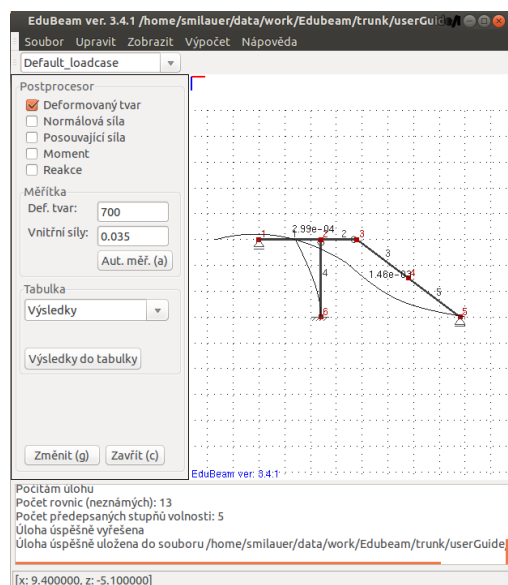 EduBeam ver. 3.4.1 /home/smilauer/data/work/Edubeam/trunk/userGuid
Soubor Upravit Zobrazit Výpočet Nápověda
Default_loadcase
Postprocesor
Deformovaný tvar
Normálová síla
Posouvající síla
Moment
Reakce
Měřítka
Def. tvar: 700
Vnitřní síly: 0.035
Aut. měř. (a)
Tabulka
Výsledky
Výsledky do tabulky
Změnit (g) Zavřít (c)
1 1 2.99e-04 2 2 3
3
1.46e-03 4
4 5
6 5
EduBeam ver: 3.4.1
Počítám úlohu
Počet rovnic (neznámých): 13
Počet předepsaných stupňů volnosti: 5
Úloha úspěšně vyřešena
Úloha úspěšně uložena do souboru /home/smilauer/data/work/Edubeam/trunk/userGuide/
[x: 9.400000, z: -5.100000]